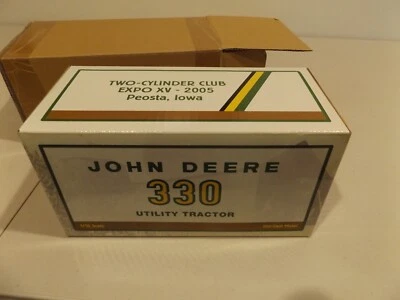 TWO-CYLINDER CLUB
EXPO XV - 2005
Peosta, Iowa
JOHN DEERE
330
UTILITY TRACTOR